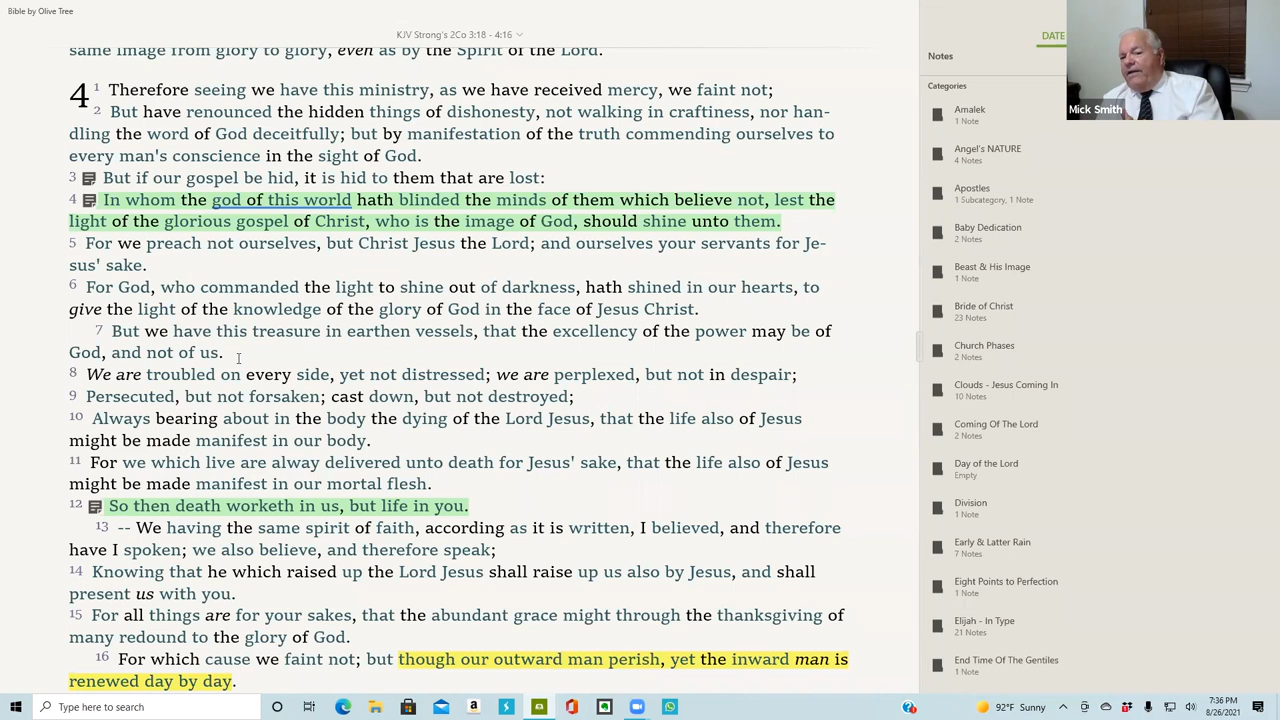 Bible by Olive Tree
KJV Strong's 2Co 3:18 - 4:16
same image from glory to glory, even as by the Spirit of the Lord.
4 1 Therefore seeing we have this ministry, as we have received mercy, we faint not;
2 But have renounced the hidden things of dishonesty, not walking in craftiness, nor han-
dling the word of God deceitfully; but by manifestation of the truth commending ourselves to
every man's conscience in the sight of God.
3 But if our gospel be hid, it is hid to them that are lost:
4 In whom the god of this world hath blinded the minds of them which believe not, lest the
light of the glorious gospel of Christ, who is the image of God, should shine unto them.
5 For we preach not ourselves, but Christ Jesus the Lord; and ourselves your servants for Je-
sus' sake.
6 For God, who commanded the light to shine out of darkness, hath shined in our hearts, to
give the light of the knowledge of the glory of God in the face of Jesus Christ.
7 But we have this treasure in earthen vessels, that the excellency of the power may be of
God, and not of us.
8 We are troubled on every side, yet not distressed; we are perplexed, but not in despair;
9 Persecuted, but not forsaken; cast down, but not destroyed;
10 Always bearing about in the body the dying of the Lord Jesus, that the life also of Jesus
might be made manifest in our body.
11 For we which live are alway delivered unto death for Jesus' sake, that the life also of Jesus
might be made manifest in our mortal flesh.
12 So then death worketh in us, but life in you.
13 -- We having the same spirit of faith, according as it is written, I believed, and therefore
have I spoken; we also believe, and therefore speak;
14 Knowing that he which raised up the Lord Jesus shall raise up us also by Jesus, and shall
present us with you.
15 For all things are for your sakes, that the abundant grace might through the thanksgiving of
many redound to the glory of God.
16 For which cause we faint not; but though our outward man perish, yet the inward man is
renewed day by day.
DATE
Notes
Categories
Amalek
1 Note
Angel's NATURE
4 Notes
Apostles
1 Subcategory, 1 Note
Baby Dedication
2 Notes
Beast & His Image
1 Note
Bride of Christ
23 Notes
Church Phases
2 Notes
Clouds - Jesus Coming In
10 Notes
Coming Of The Lord
2 Notes
Day of the Lord
Empty
Division
1 Note
Early & Latter Rain
7 Notes
Eight Points to Perfection
1 Note
Elijah - In Type
21 Notes
End Time Of The Gentiles
1 Note
Mick Smith
Type here to search
92°F Sunny
7:36 PM
8/26/2021